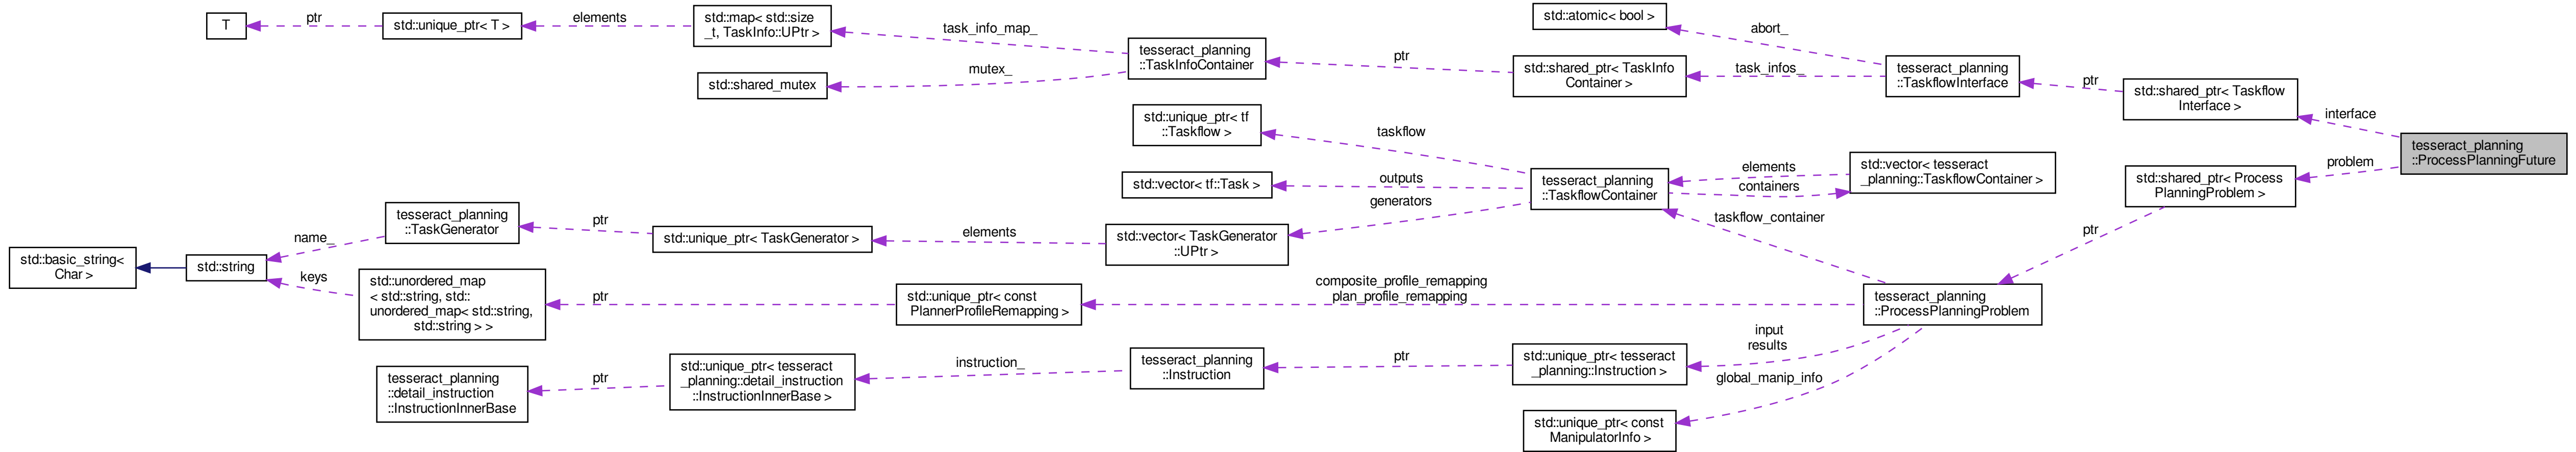 T
ptr
std::unique_ptr< T >
elements
std::map< std::size
_t, TaskInfo::UPtr >
task_info_map_
std::shared_mutex
mutex_
tesseract_planning
::TaskInfoContainer
ptr
std::shared_ptr< TaskInfo
Container >
std::atomic< bool >
abort_
task_infos_
tesseract_planning
::TaskflowInterface
ptr
std::shared_ptr< Taskflow
Interface >
interface
tesseract_planning
::ProcessPlanningFuture
problem
std::shared_ptr< Process
PlanningProblem >
ptr
std::unique_ptr< tf
::Taskflow >
taskflow
std::vector< tf::Task >
outputs
generators
tesseract_planning
::TaskflowContainer
elements
containers
std::vector< tesseract
_planning::TaskflowContainer >
taskflow_container
std::basic_string<
Char >
std::string
name_
keys
tesseract_planning
::TaskGenerator
ptr
std::unique_ptr< TaskGenerator >
elements
std::vector< TaskGenerator
::UPtr >
std::unordered_map
< std::string, std::
unordered_map< std::string,
std::string > >
ptr
std::unique_ptr< const
PlannerProfileRemapping >
composite_profile_remapping
plan_profile_remapping
tesseract_planning
::ProcessPlanningProblem
input
results
global_manip_info
tesseract_planning
::detail_instruction
::InstructionInnerBase
ptr
std::unique_ptr< tesseract
_planning::detail_instruction
::InstructionInnerBase >
instruction_
tesseract_planning
::Instruction
ptr
std::unique_ptr< tesseract
_planning::Instruction >
std::unique_ptr< const
ManipulatorInfo >